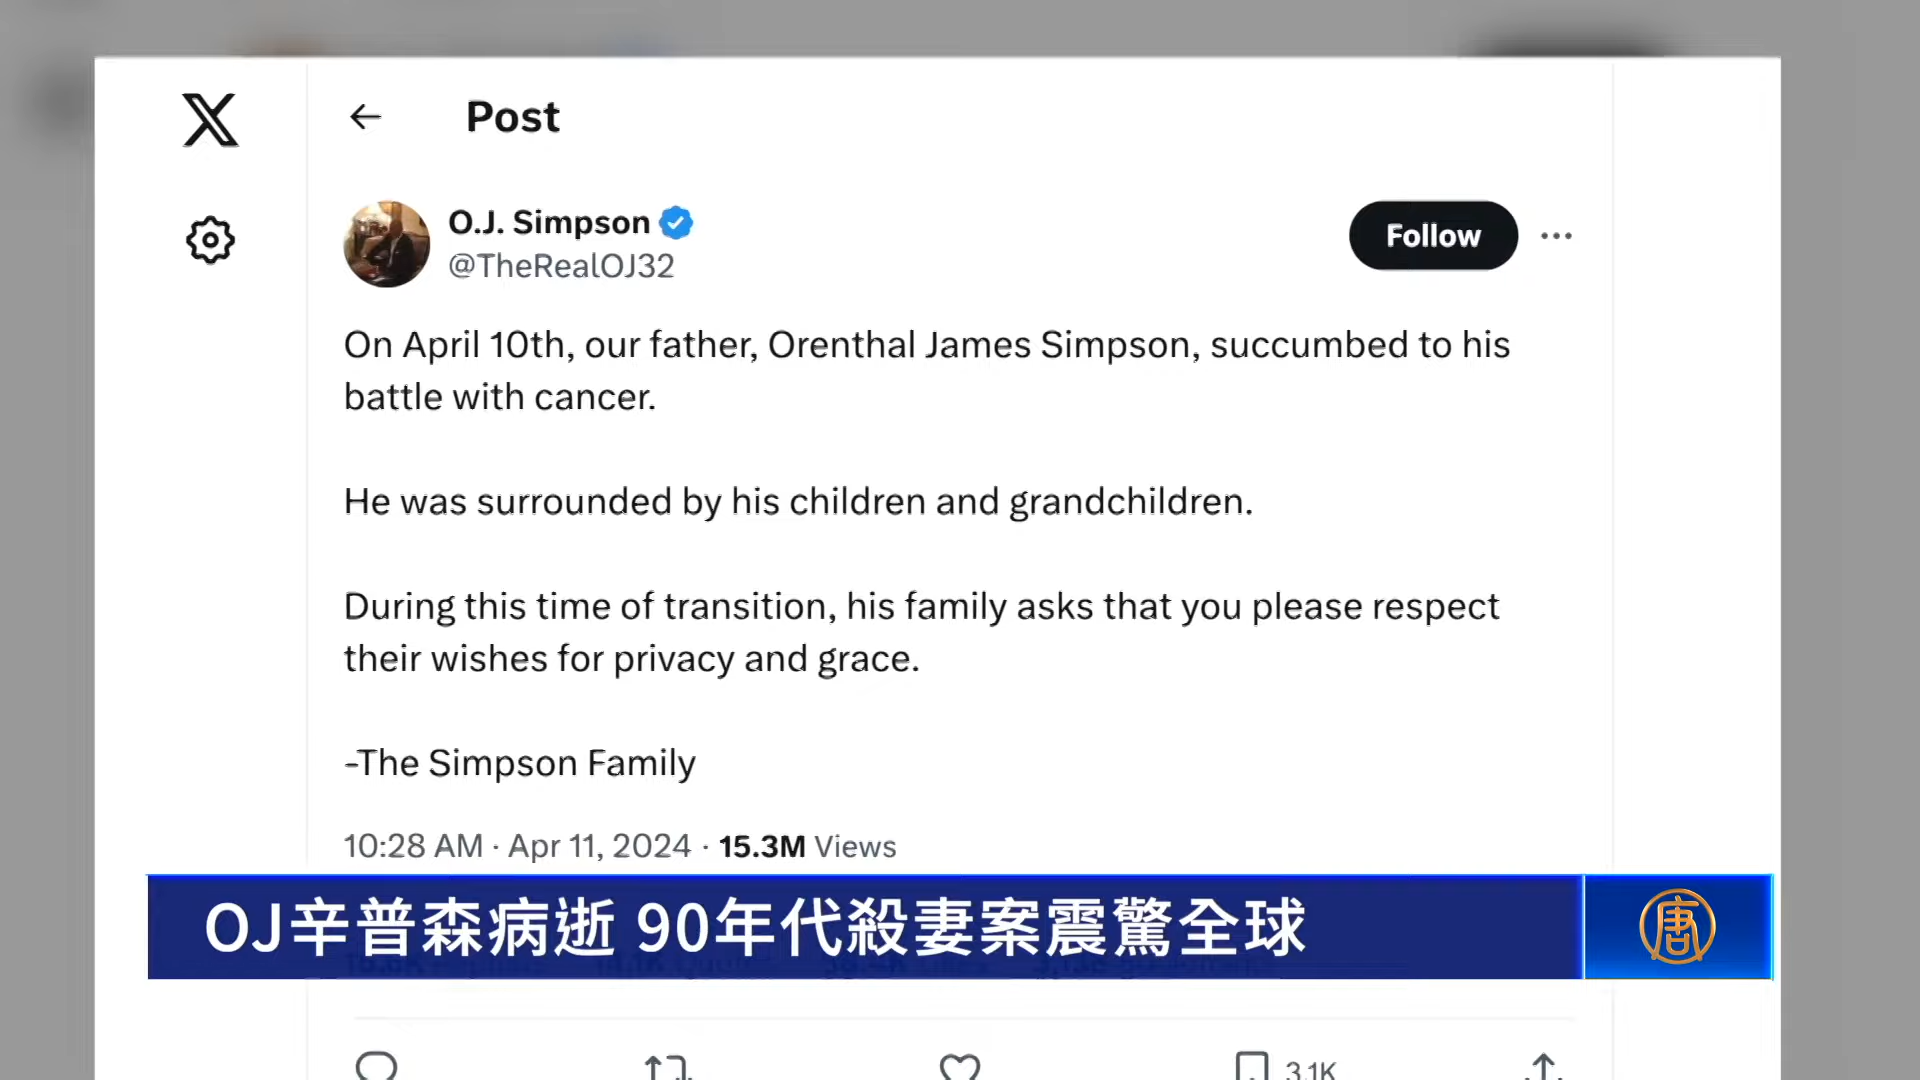 Post
O.J. Simpson
@TheRealOJ32
Follow
On April 10th, our father, Orenthal James Simpson, succumbed to his
battle with cancer.
He was surrounded by his children and grandchildren.
During this time of transition, his family asks that you please respect
their wishes for privacy and grace.
-The Simpson Family
10:28 AM · Apr 11, 2024 · 15.3M Views
OJ辛普森病逝 90年代殺妻案震驚全球
唐
3.1K